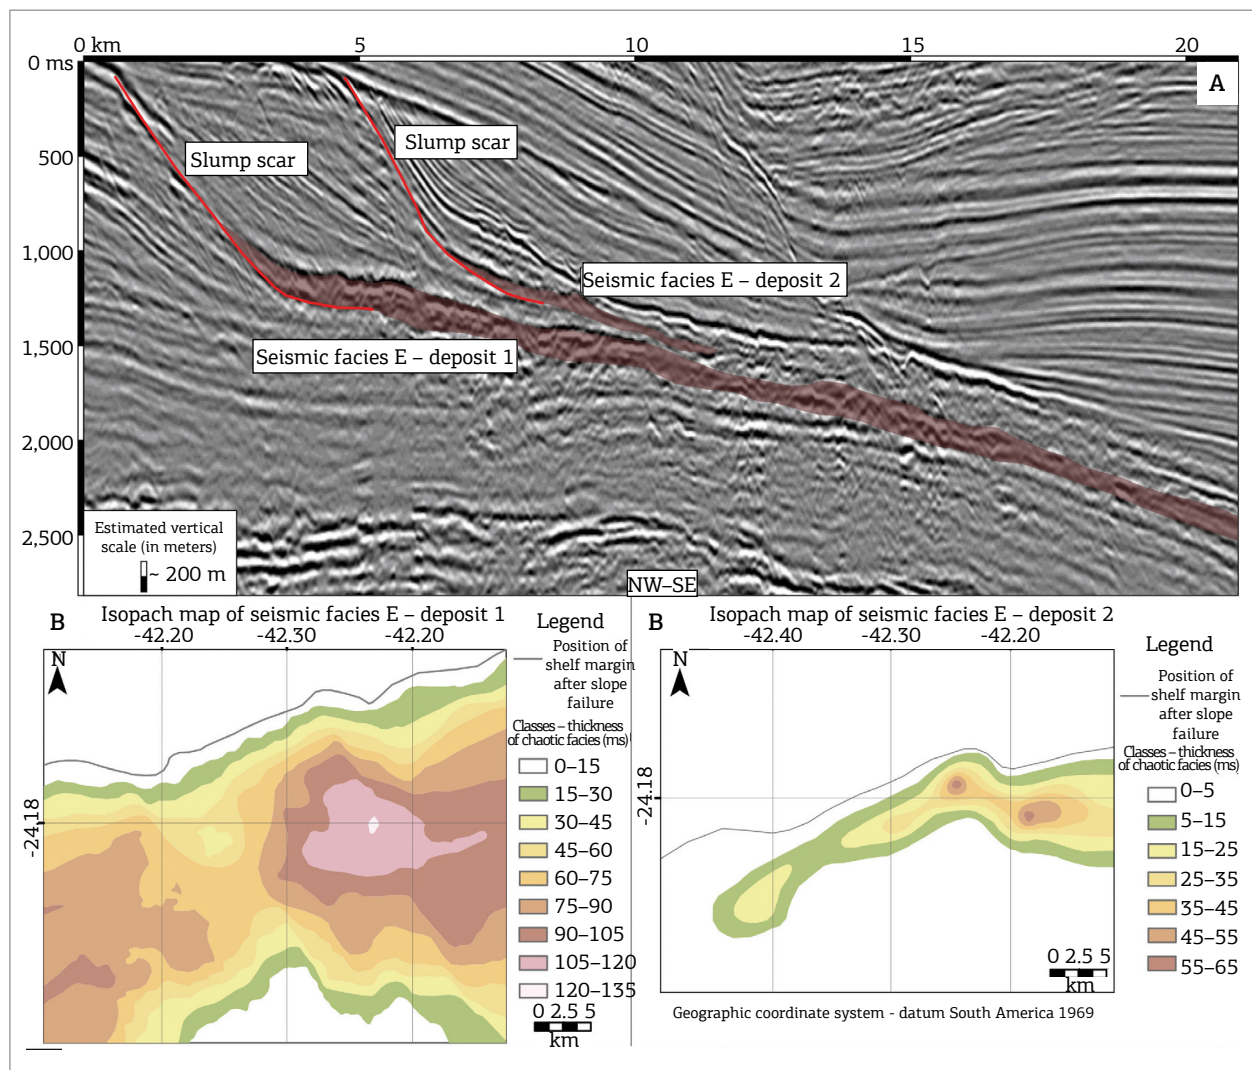 0 km 5 10 15 20
0 ms
A
500
1,000
1,500
2,000
2,500
Slump scar
Slump scar
Seismic facies E – deposit 2
Seismic facies E – deposit 1
Estimated vertical
scale (in meters)
~ 200 m
NW–SE
B
Isopach map of seismic facies E – deposit 1
-42.20 -42.30 -42.20
N
-24.18
Legend
Position of
shelf margin
after slope
failure
Classes – thickness
of chaotic facies (ms)
0–15
15–30
30–45
45–60
60–75
75–90
90–105
105–120
120–135
0 2.5 5
km
B
Isopach map of seismic facies E – deposit 2
-42.40 -42.30 -42.20
N
-24.18
Legend
Position of
shelf margin
after slope
failure
Classes – thickness
of chaotic facies (ms)
0–5
5–15
15–25
25–35
35–45
45–55
55–65
0 2.5 5
km
Geographic coordinate system - datum South America 1969